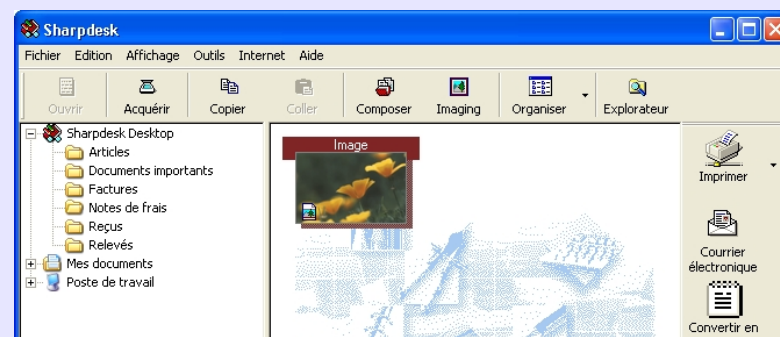 Sharpdesk
Fichier Edition Affichage Outils Internet Aide
Ouvrir Acquérir Copier Coller Composer Imaging Organiser Explorateur
Sharpdesk Desktop
Articles
Documents importants
Factures
Notes de frais
Reçus
Relevés
Mes documents
Poste de travail
Image
Imprimer
Courrier
électronique
Convertir en